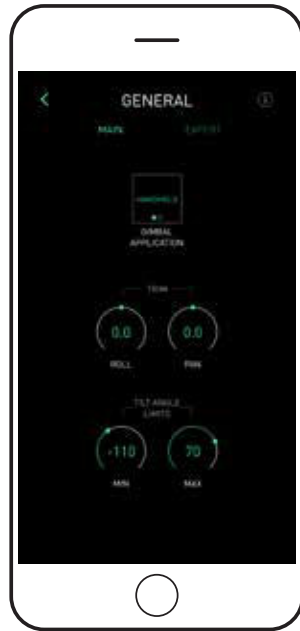 GENERAL
MAIN EXPERT
HANDHELD
GIMBAL
APPLICATION
TRIM
0.0 0.0
ROLL PAN
TILT ANGLE
LIMITS
-110 70
MIN MAX